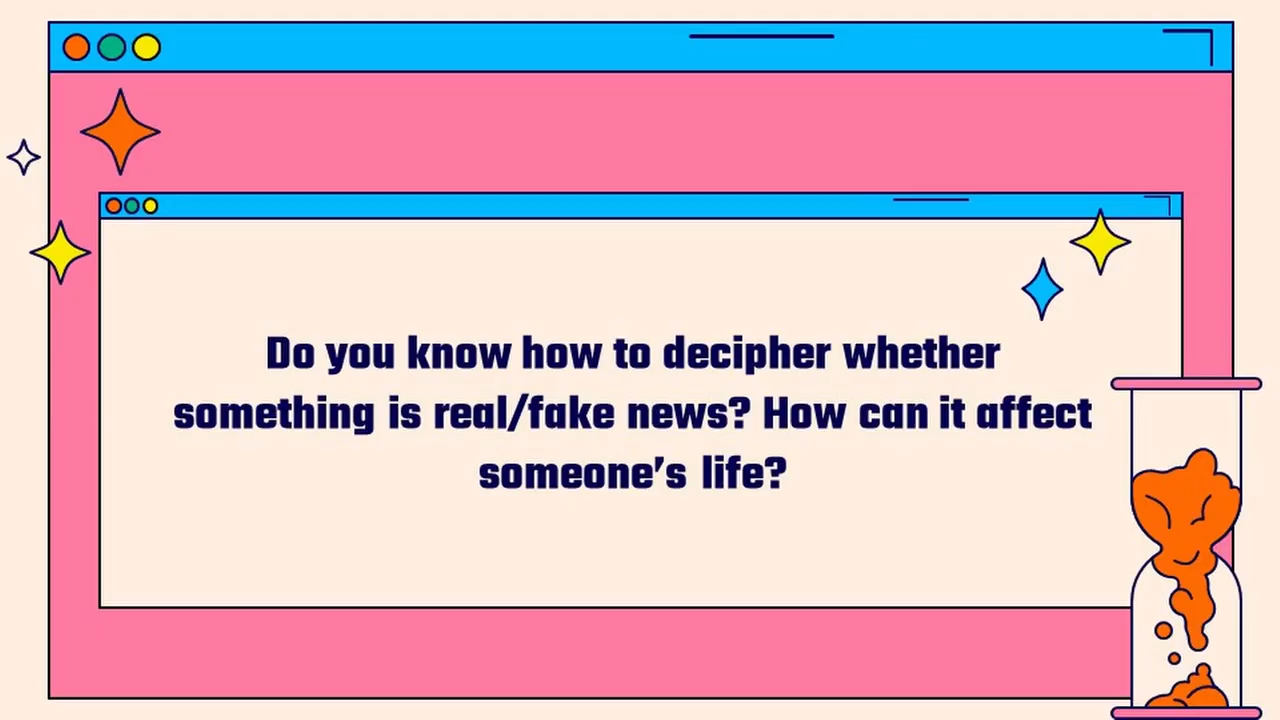 Do you know how to decipher whether
something is real/fake news? How can it affect
someone's life?